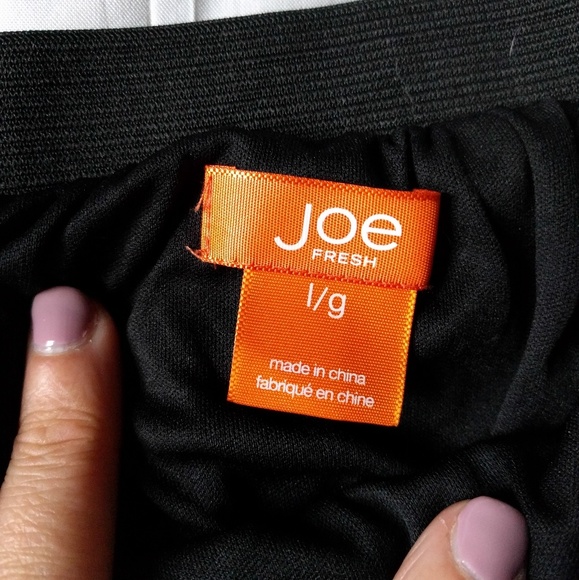 Joe
FRESH
l/g
made in china
fabriqué en chine